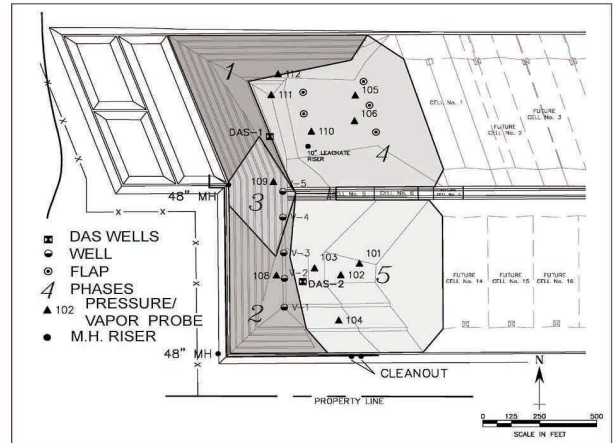 1
112
111
105
106
110
DAS-1
10" LEACHATE
RISER
4
CELL No. 1
FUTURE
CELL No. 2
FUTURE
CELL No. 3
109
V-5
48" MH
CELL No. 5
CELL No. 6
3
V-4
V-3
V-2
V-1
108
103
101
102
5
DAS-2
104
2
FUTURE
CELL No. 14
FUTURE
CELL No. 15
FUTURE
CELL No. 16
DAS WELLS
WELL
FLAP
4 PHASES
102 PRESSURE/
VAPOR PROBE
M.H. RISER
48" MH
CLEANOUT
PROPERTY LINE
N
0 125 250 500
SCALE IN FEET